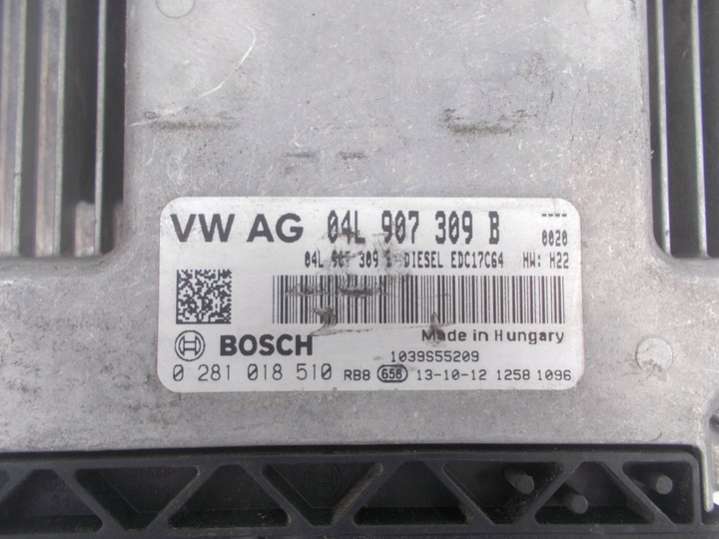 VW AG 04L 907 309 B ----
0020
04L 907 309 DIESEL EDC17C64 HW: H22
Made in Hungary
BOSCH 1039S55209
0 281 018 510 RB8 656 13-10-12 1258 1096